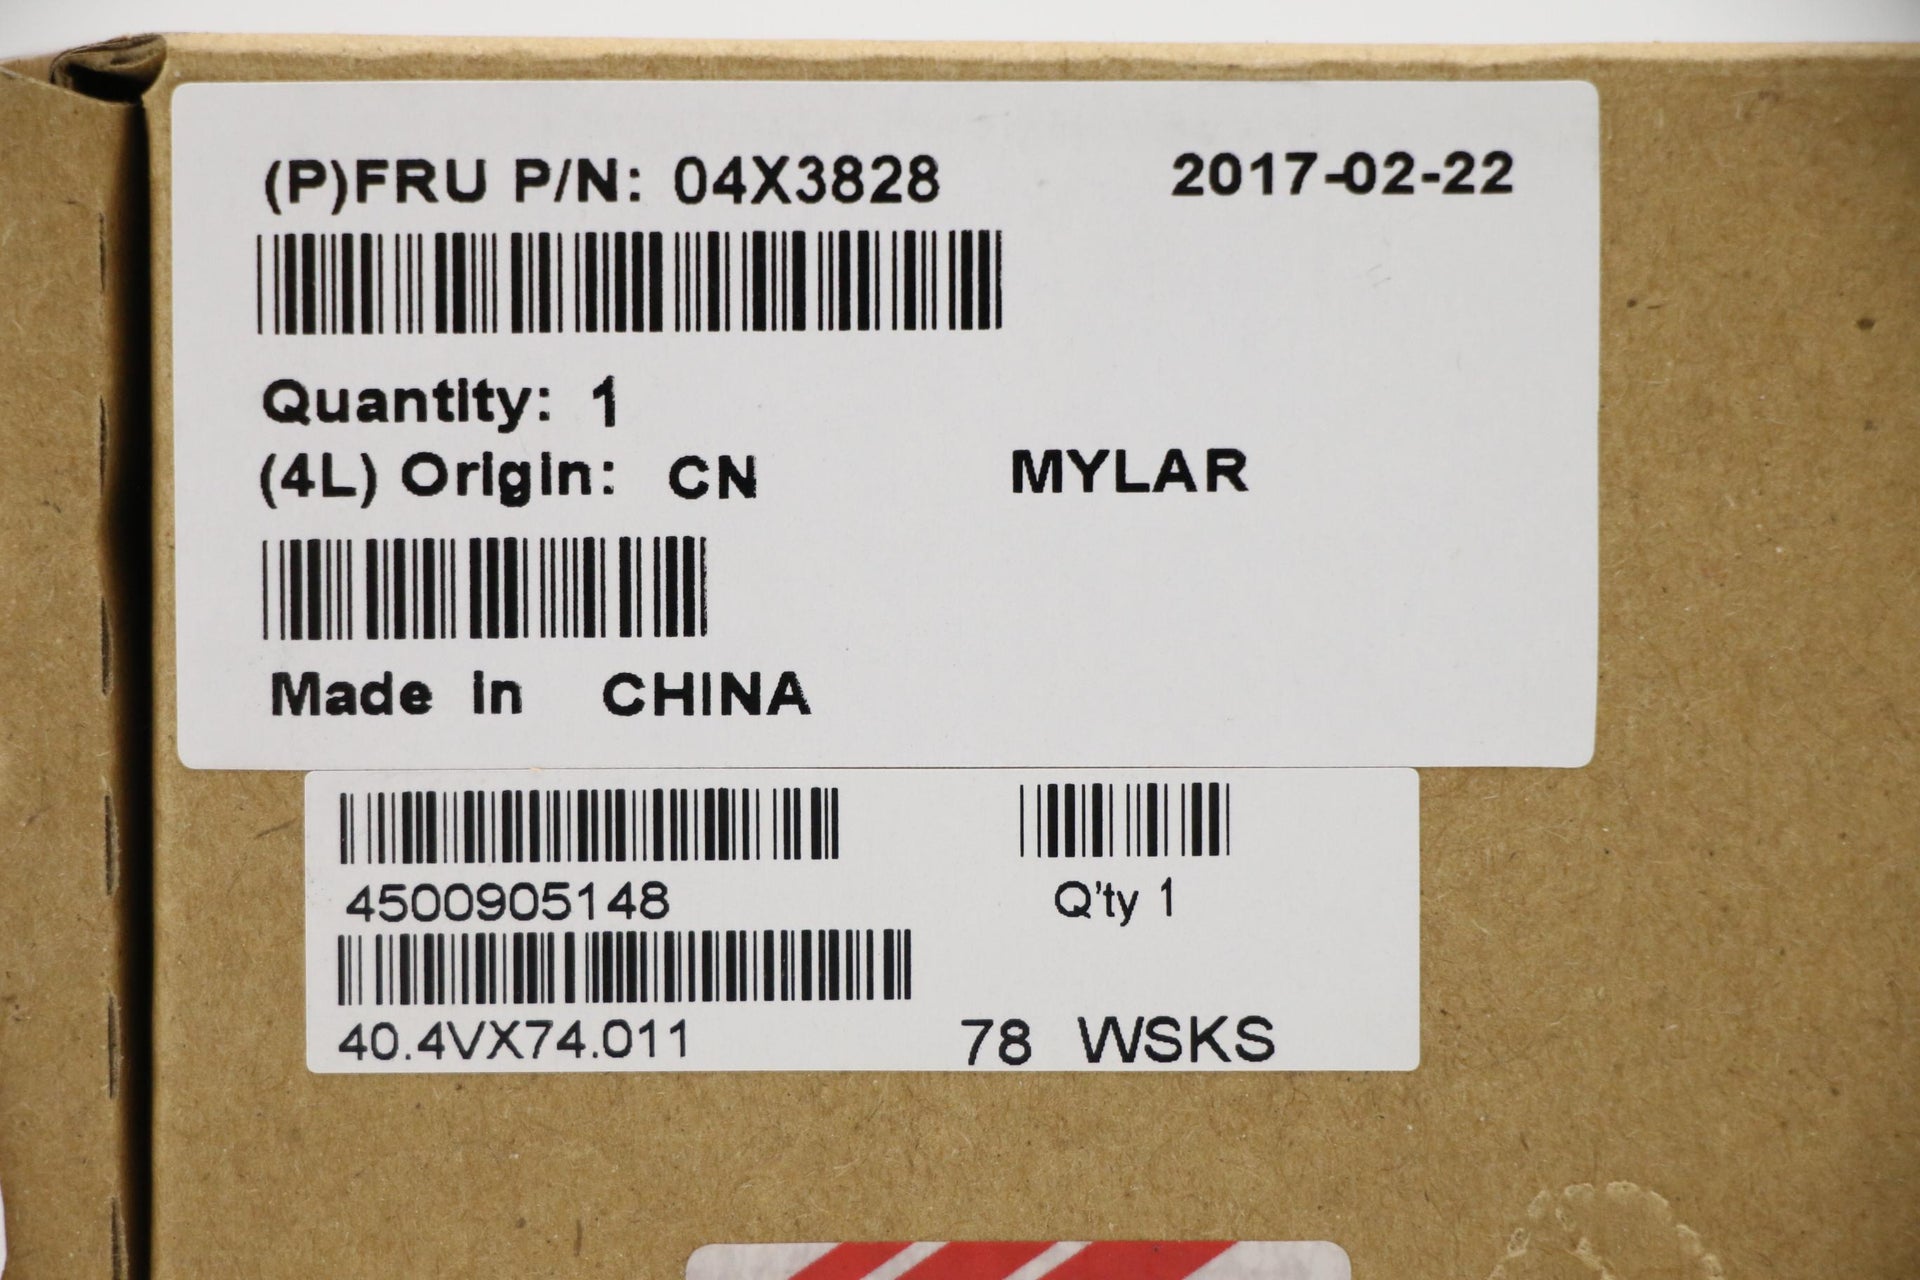 (P)FRU P/N: 04X3828 2017-02-22
Quantity: 1
(4L) Origin: CN MYLAR
Made in CHINA
4500905148 Q'ty 1
40.4VX74.011 78 WSKS